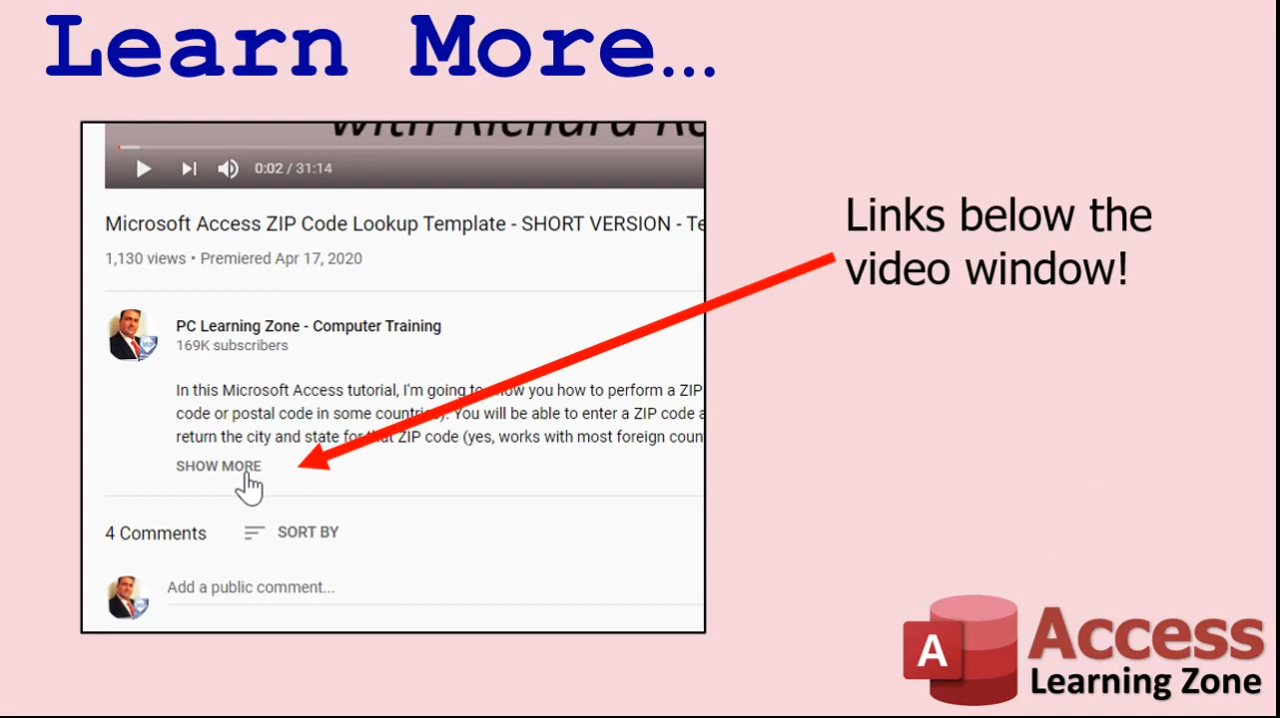 Learn More...
with Richard
0:02 / 31:14
Microsoft Access ZIP Code Lookup Template - SHORT VERSION -
1,130 views • Premiered Apr 17, 2020
PC Learning Zone - Computer Training
169K subscribers
In this Microsoft Access tutorial, I'm going to show you how to perform a ZIP
code or postal code in some countries). You will be able to enter a ZIP code
return the city and state for that ZIP code (yes, works with most foreign
SHOW MORE
4 Comments SORT BY
Add a public comment...
Links below the
video window!
A
Access
Learning Zone